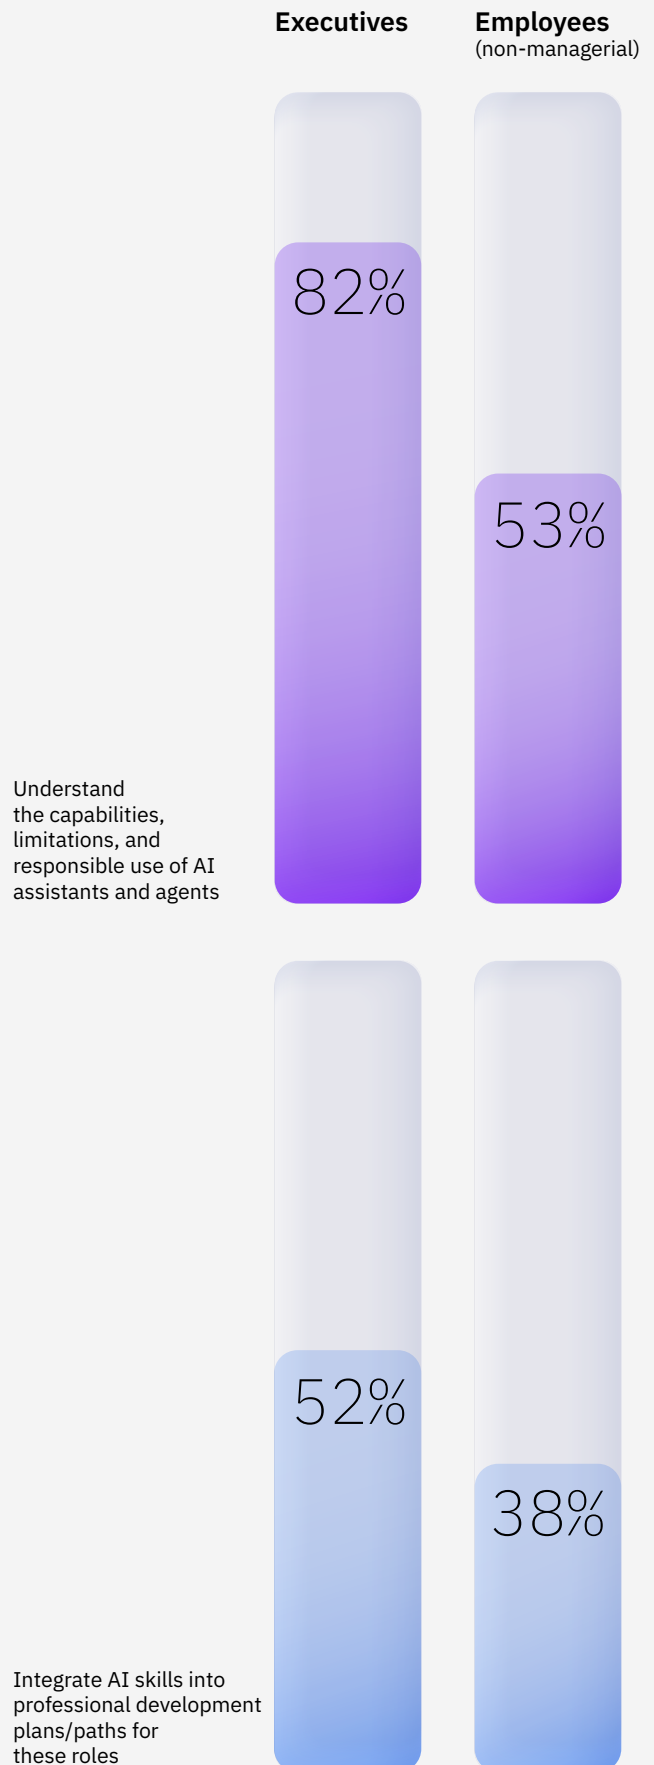 Executives
Employees
(non-managerial)
82%
53%
Understand
the capabilities,
limitations, and
responsible use of AI
assistants and agents
52%
38%
Integrate AI skills into
professional development
plans/paths for
these roles